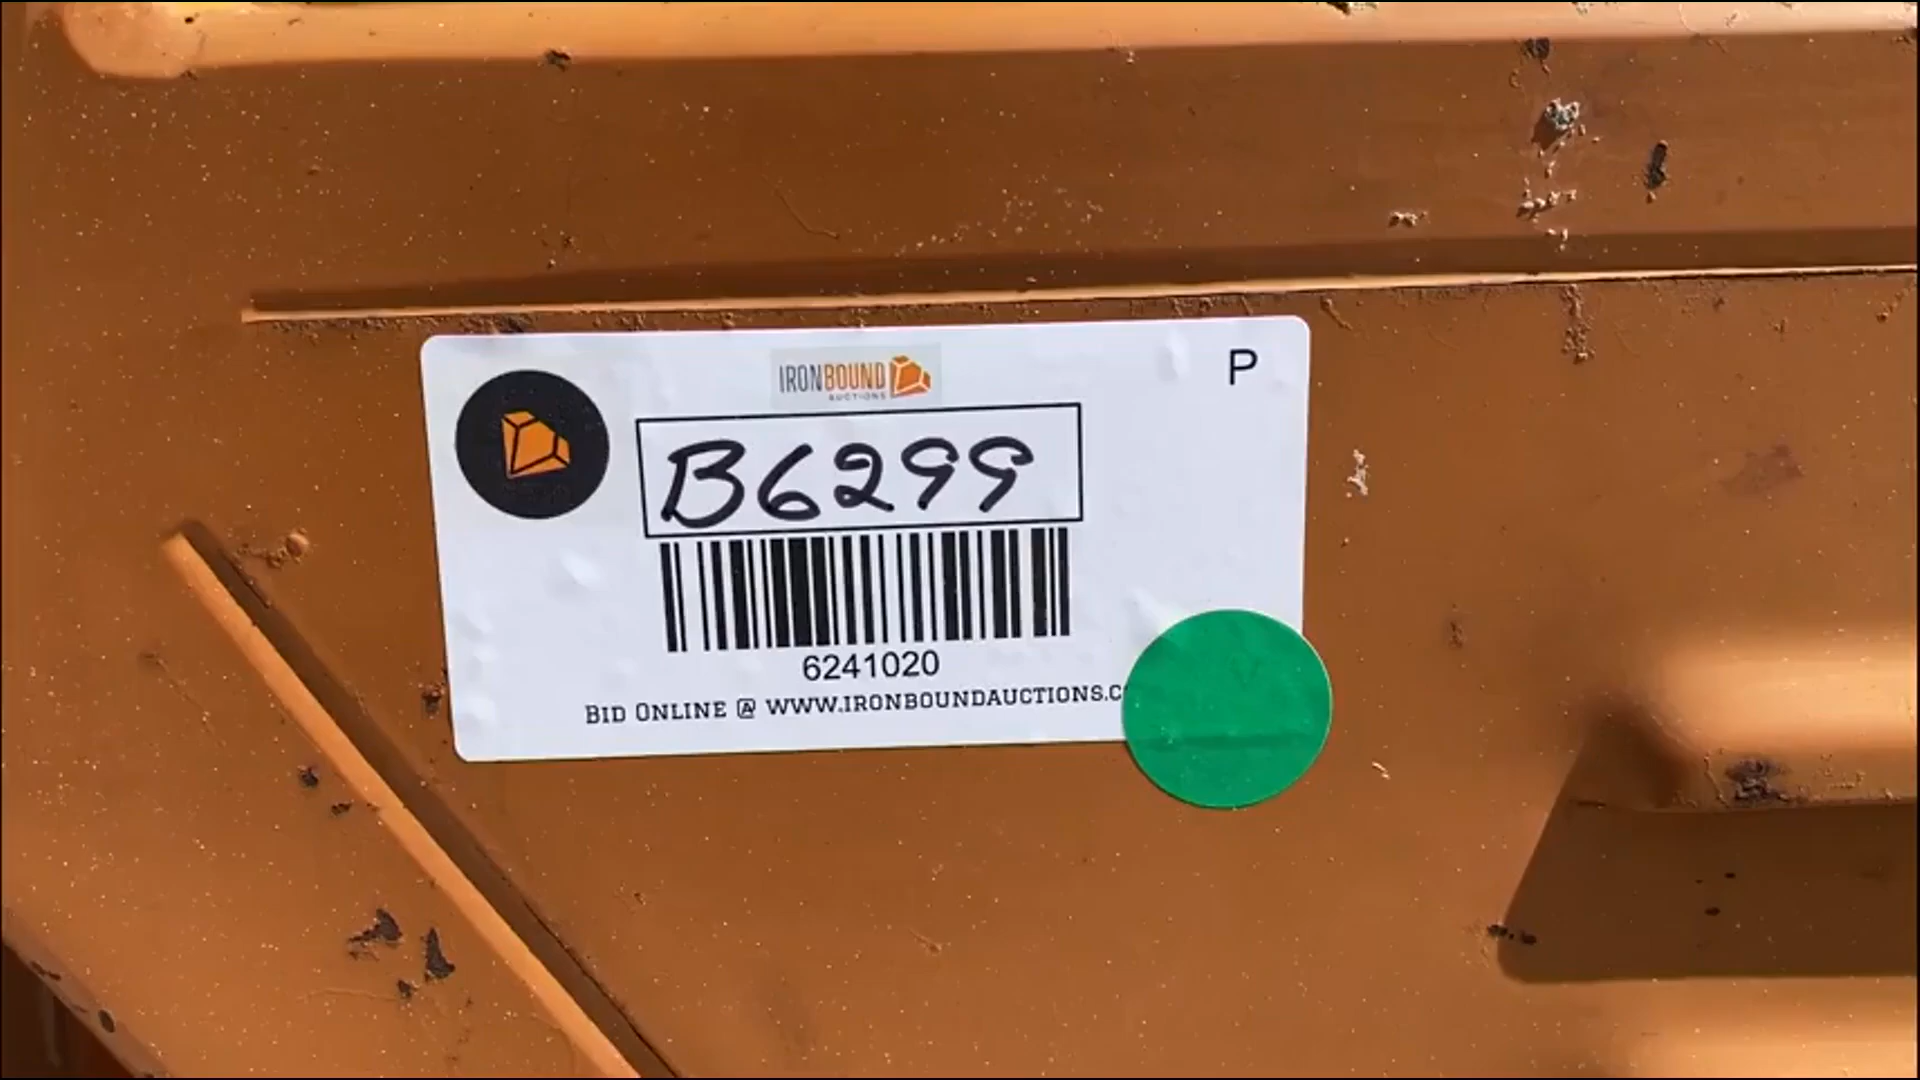 IRONBOUND
AUCTIONS
P
B6299
6241020
BID ONLINE @ WWW.IRONBOUNDAUCTIONS.C